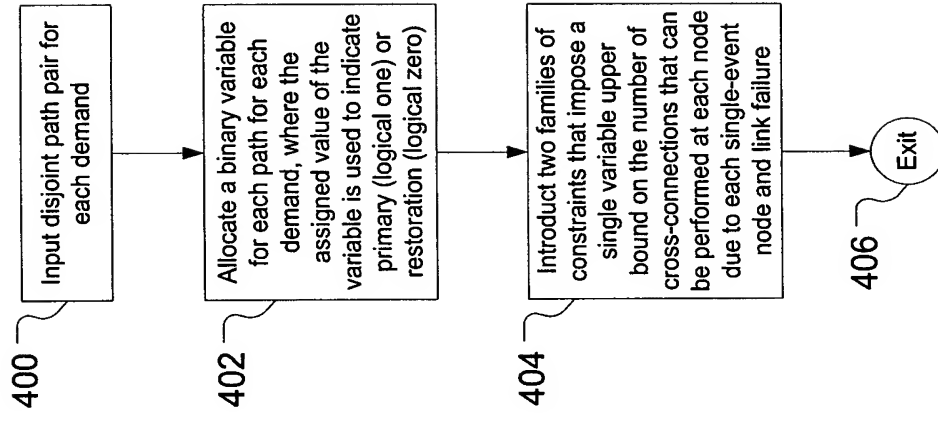 400
Input disjoint path pair for
each demand
402
Allocate a binary variable
for each path for each
demand, where the
assigned value of the
variable is used to indicate
primary (logical one) or
restoration (logical zero)
404
Introduct two families of
constraints that impose a
single variable upper
bound on the number of
cross-connections that can
be performed at each node
due to each single-event
node and link failure
406
Exit